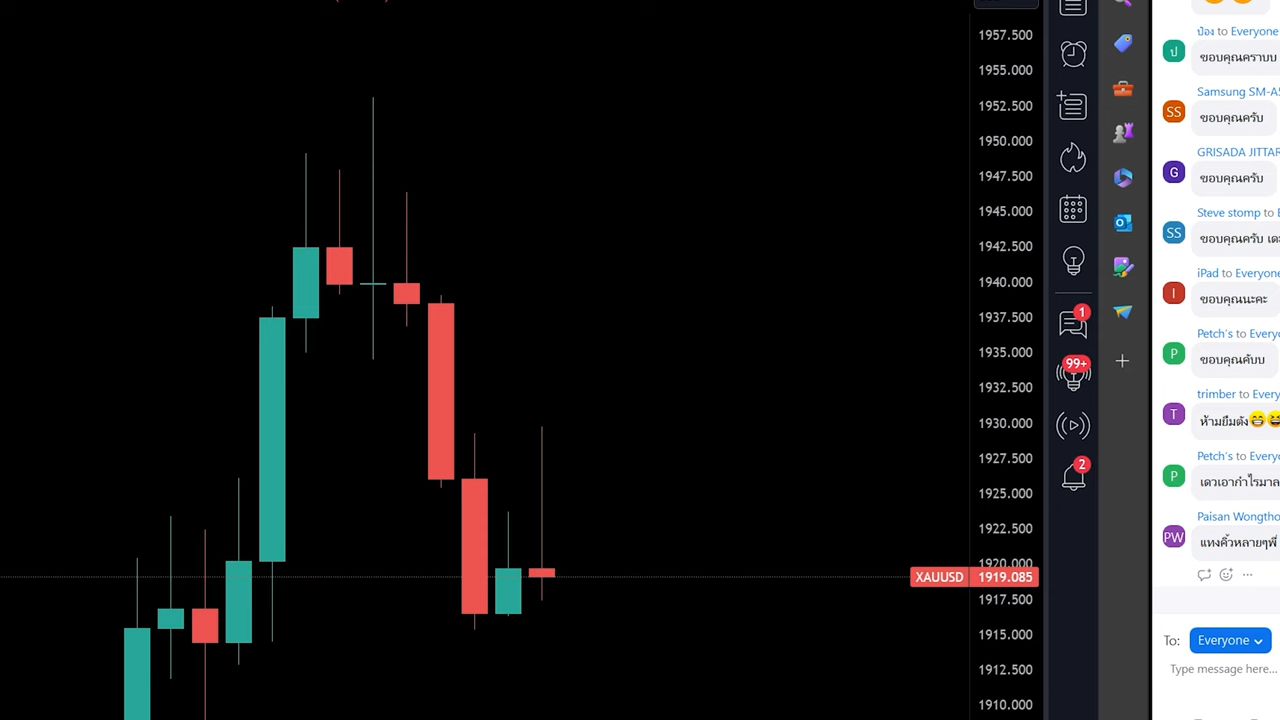 1957.500
1955.000
1952.500
1950.000
1947.500
1945.000
1942.500
1940.000
1937.500
1935.000
1932.500
1930.000
1927.500
1925.000
1922.500
1920.000
XAUUSD 1919.085
1917.500
1915.000
1912.500
1910.000
1
99+
2
ป๋อง to Everyone
ป
ขอบคุณคราบบ
Samsung SM-A5
SS
ขอบคุณครับ
GRISADA JITTAR
G
ขอบคุณครับ
Steve stomp to E
SS
ขอบคุณครับ
iPad to Everyone
I
ขอบคุณนะคะ
Petch's to Everyo
P
ขอบคุณคับบ
trimber to Every
T
ห้ามยืมตัง😁😆
Petch's to Everyo
P
เดวเอากำไรมาล
Paisan Wongtho
PW
แทงคิ้วหลายๆพี่
To: Everyone
Type message here...